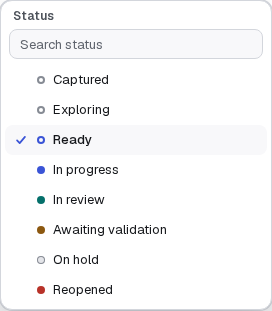 Status
Search status
Captured
Exploring
Ready
In progress
In review
Awaiting validation
On hold
Reopened